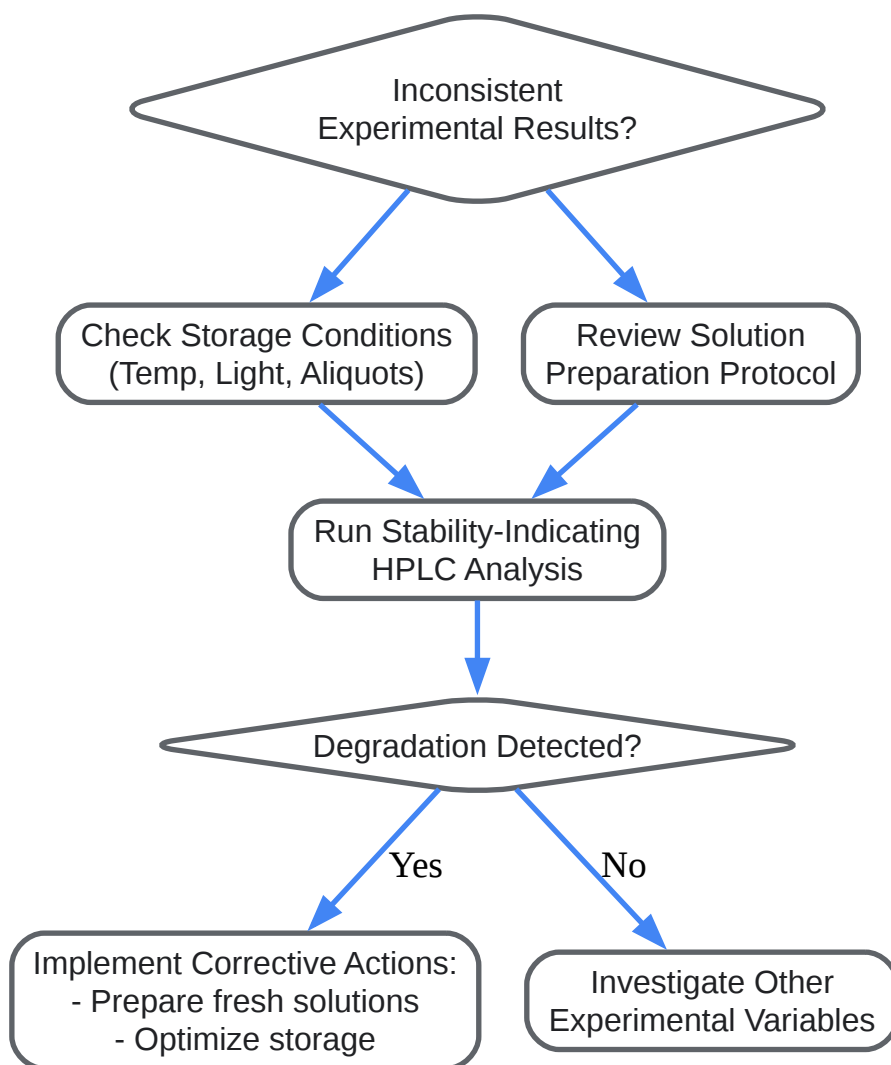 Inconsistent
Experimental Results?
Check Storage Conditions
(Temp, Light, Aliquots)
Review Solution
Preparation Protocol
Run Stability-Indicating
HPLC Analysis
Degradation Detected?
Yes
No
Implement Corrective Actions:
- Prepare fresh solutions
- Optimize storage
Investigate Other
Experimental Variables